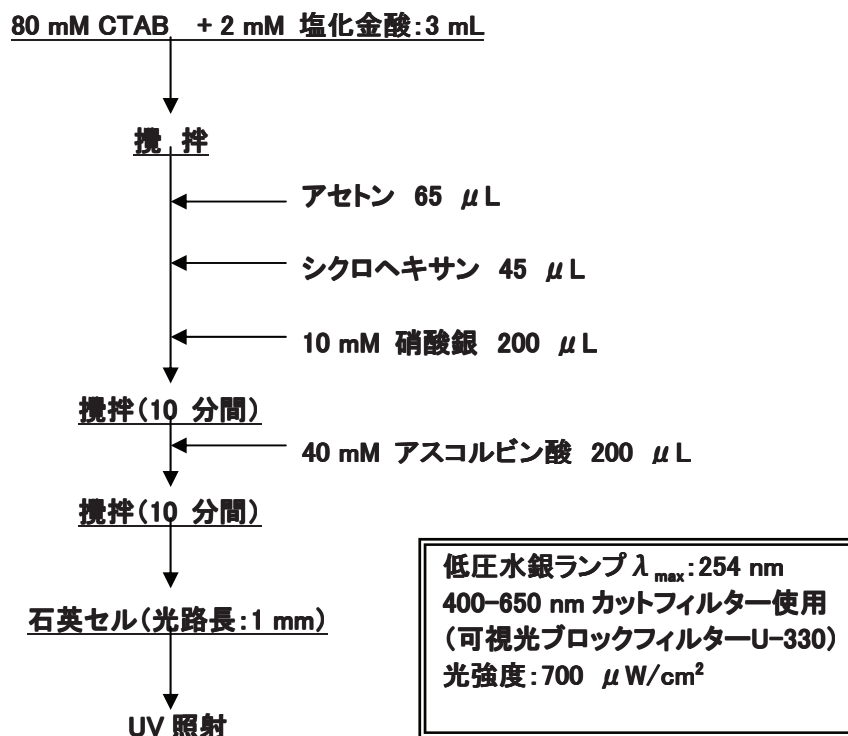 80 mM CTAB + 2 mM 塩化金酸:3 mL
攪 拌
アセトン 65 μL
シクロヘキサン 45 μL
10 mM 硝酸銀 200 μL
攪拌(10 分間)
40 mM アスコルビン酸 200 μL
攪拌(10 分間)
石英セル(光路長:1 mm)
UV 照射
低圧水銀ランプλmax:254 nm
400-650 nm カットフィルター使用
(可視光ブロックフィルターU-330)
光強度:700 μW/cm²